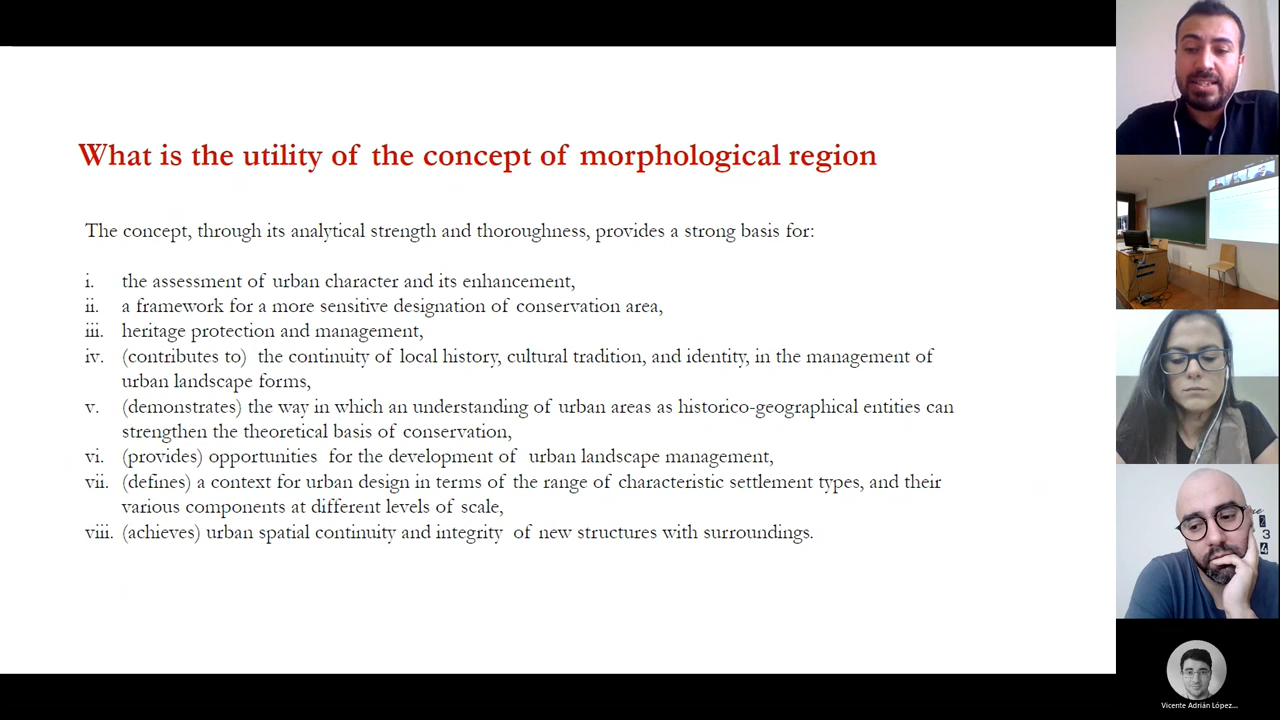 What is the utility of the concept of morphological region
The concept, through its analytical strength and thoroughness, provides a strong basis for:
i. the assessment of urban character and its enhancement,
ii. a framework for a more sensitive designation of conservation area,
iii. heritage protection and management,
iv. (contributes to) the continuity of local history, cultural tradition, and identity, in the management of
urban landscape forms,
v. (demonstrates) the way in which an understanding of urban areas as historico-geographical entities can
strengthen the theoretical basis of conservation,
vi. (provides) opportunities for the development of urban landscape management,
vii. (defines) a context for urban design in terms of the range of characteristic settlement types, and their
various components at different levels of scale,
viii. (achieves) urban spatial continuity and integrity of new structures with surroundings.
2
3
4
Vicente Adrián López...